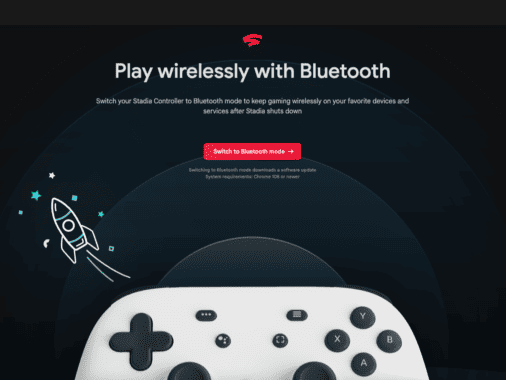 Play wirelessly with Bluetooth
Switch your Stadia Controller to Bluetooth mode to keep gaming wirelessly on your favorite devices and
services after Stadia shuts down
Switch to Bluetooth mode →
Switching to Bluetooth mode downloads a software update
System requirements: Chrome 108 or newer
Y
X
B
A